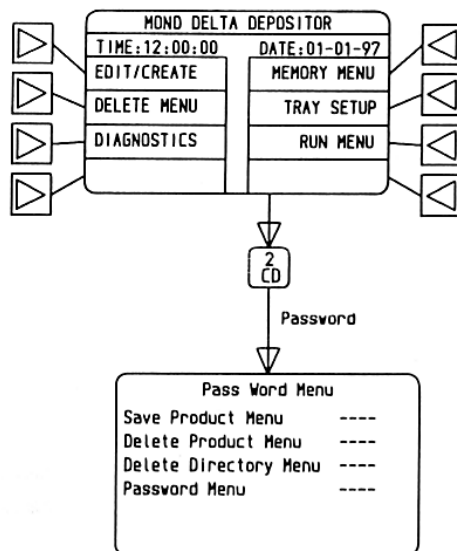 MOND DELTA DEPOSITOR
TIME:12:00:00 DATE:01-01-97
EDIT/CREATE MEMORY MENU
DELETE MENU TRAY SETUP
DIAGNOSTICS RUN MENU
2
CD
Password
Pass Word Menu
Save Product Menu ----
Delete Product Menu ----
Delete Directory Menu ----
Password Menu ----